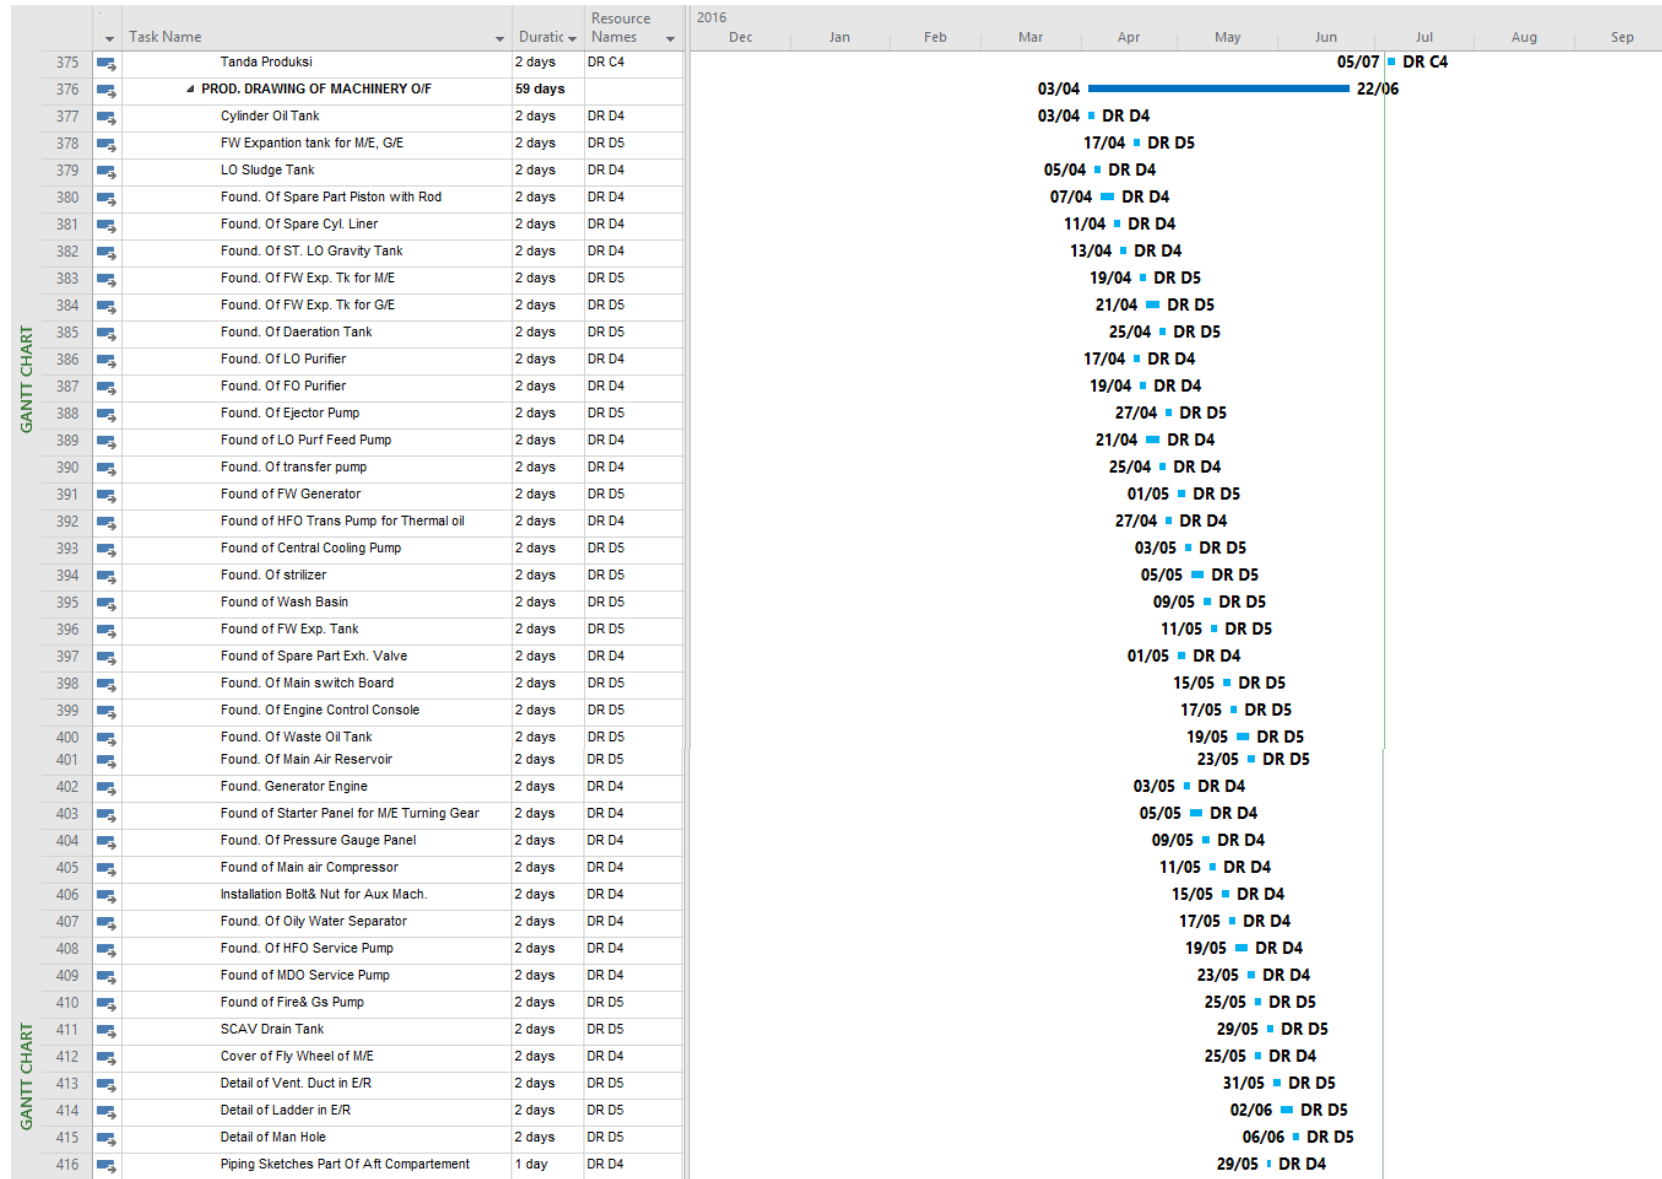 Resource 2016
Task Name Duratic Names Dec Jan Feb Mar Apr May Jun Jul Aug Sep
375 Tanda Produksi 2 days DR C4 05/07 DR C4
376 PROD. DRAWING OF MACHINERY O/F 59 days 03/04 22/06
377 Cylinder Oil Tank 2 days DR D4 03/04 DR D4
378 FW Expantion tank for M/E, G/E 2 days DR D5 17/04 DR D5
379 LO Sludge Tank 2 days DR D4 05/04 DR D4
380 Found. Of Spare Part Piston with Rod 2 days DR D4 07/04 DR D4
381 Found. Of Spare Cyl. Liner 2 days DR D4 11/04 DR D4
382 Found. Of ST. LO Gravity Tank 2 days DR D4 13/04 DR D4
383 Found. Of FW Exp. Tk for M/E 2 days DR D5 19/04 DR D5
384 Found. Of FW Exp. Tk for G/E 2 days DR D5 21/04 DR D5
385 Found. Of Daeration Tank 2 days DR D5 25/04 DR D5
386 Found. Of LO Purifier 2 days DR D4 17/04 DR D4
387 Found. Of FO Purifier 2 days DR D4 19/04 DR D4
388 Found. Of Ejector Pump 2 days DR D5 27/04 DR D5
389 Found of LO Purf Feed Pump 2 days DR D4 21/04 DR D4
390 Found. Of transfer pump 2 days DR D4 25/04 DR D4
391 Found of FW Generator 2 days DR D5 01/05 DR D5
392 Found of HFO Trans Pump for Thermal oil 2 days DR D4 27/04 DR D4
393 Found of Central Cooling Pump 2 days DR D5 03/05 DR D5
394 Found. Of strilizer 2 days DR D5 05/05 DR D5
395 Found of Wash Basin 2 days DR D5 09/05 DR D5
396 Found of FW Exp. Tank 2 days DR D5 11/05 DR D5
397 Found of Spare Part Exh. Valve 2 days DR D4 01/05 DR D4
398 Found. Of Main switch Board 2 days DR D5 15/05 DR D5
399 Found. Of Engine Control Console 2 days DR D5 17/05 DR D5
400 Found. Of Waste Oil Tank 2 days DR D5 19/05 DR D5
401 Found. Of Main Air Reservoir 2 days DR D5 23/05 DR D5
402 Found. Generator Engine 2 days DR D4 03/05 DR D4
403 Found of Starter Panel for M/E Turning Gear 2 days DR D4 05/05 DR D4
404 Found. Of Pressure Gauge Panel 2 days DR D4 09/05 DR D4
405 Found of Main air Compressor 2 days DR D4 11/05 DR D4
406 Installation Bolt& Nut for Aux Mach. 2 days DR D4 15/05 DR D4
407 Found. Of Oily Water Separator 2 days DR D4 17/05 DR D4
408 Found. Of HFO Service Pump 2 days DR D4 19/05 DR D4
409 Found of MDO Service Pump 2 days DR D4 23/05 DR D4
410 Found of Fire& Gs Pump 2 days DR D5 25/05 DR D5
411 SCAV Drain Tank 2 days DR D5 29/05 DR D5
412 Cover of Fly Wheel of M/E 2 days DR D4 25/05 DR D4
413 Detail of Vent. Duct in E/R 2 days DR D5 31/05 DR D5
414 Detail of Ladder in E/R 2 days DR D5 02/06 DR D5
415 Detail of Man Hole 2 days DR D5 06/06 DR D5
416 Piping Sketches Part Of Aft Compartement 1 day DR D4 29/05 DR D4
GANTT CHART
GANTT CHART